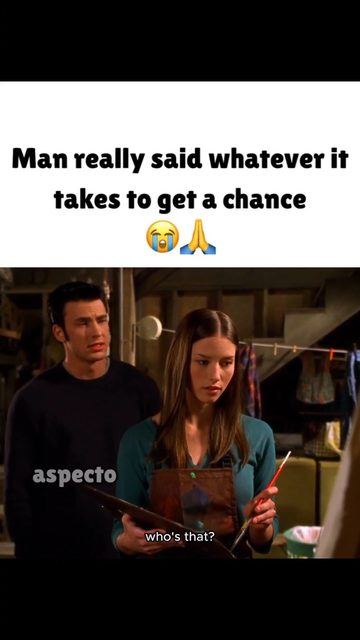 Man really said whatever it
takes to get a chance
😭🙏
aspecto
who's that?